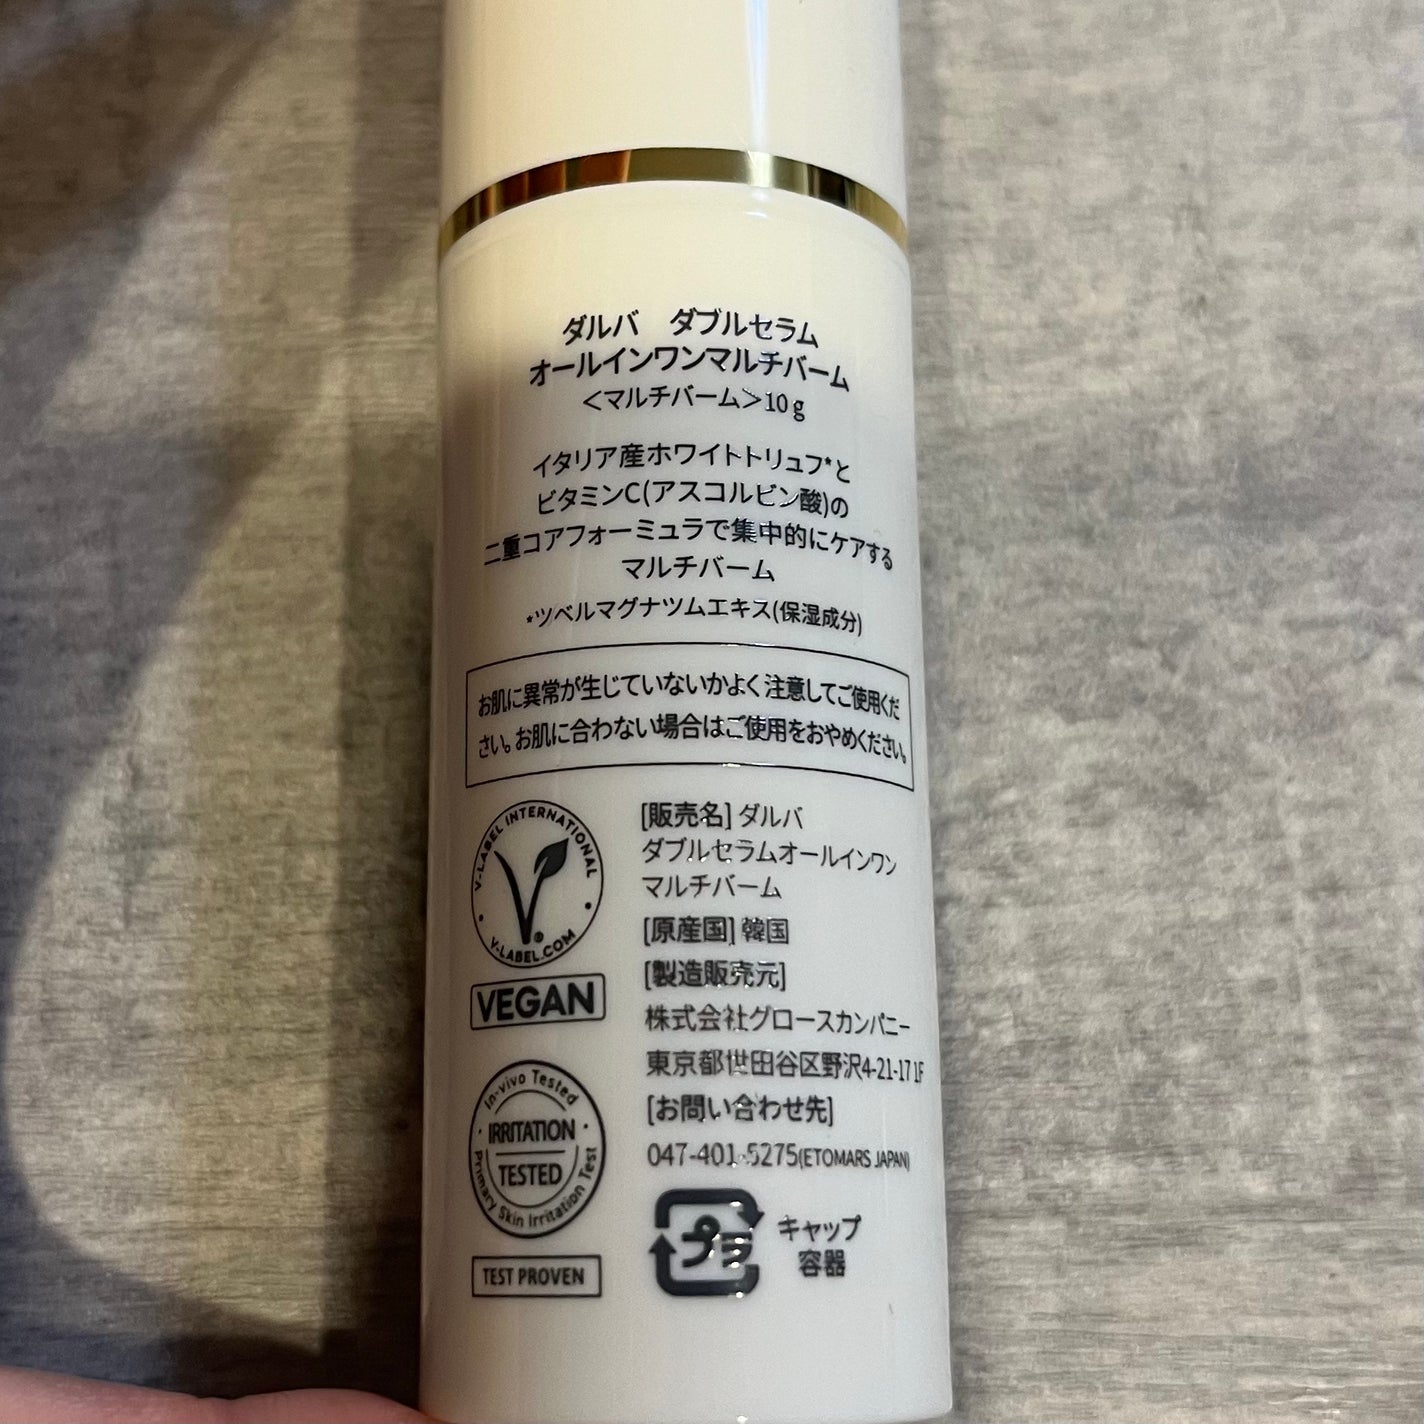 ダルバ　ダブルセラム
オールインワンマルチバーム
＜マルチバーム＞10g
イタリア産ホワイトトリュフ*と
ビタミンC(アスコルビン酸)の
二重コアフォーミュラで集中的にケアする
マルチバーム
*ツベルマグナツムエキス(保湿成分)
お肌に異常が生じていないかよく注意してご使用くだ
さい。お肌に合わない場合はご使用をおやめください。
V-LABEL INTERNATIONAL
V-LABEL.COM
VEGAN
In-vivo Tested
IRRITATION
TESTED
Primary Skin Irritation Test
TEST PROVEN
[販売名] ダルバ
ダブルセラムオールインワン
マルチバーム
[原産国] 韓国
[製造販売元]
株式会社グロースカンパニー
東京都世田谷区野沢4-21-17 1F
[お問い合わせ先]
047-401-5275(ETOMARS JAPAN)
プラ
キャップ
容器